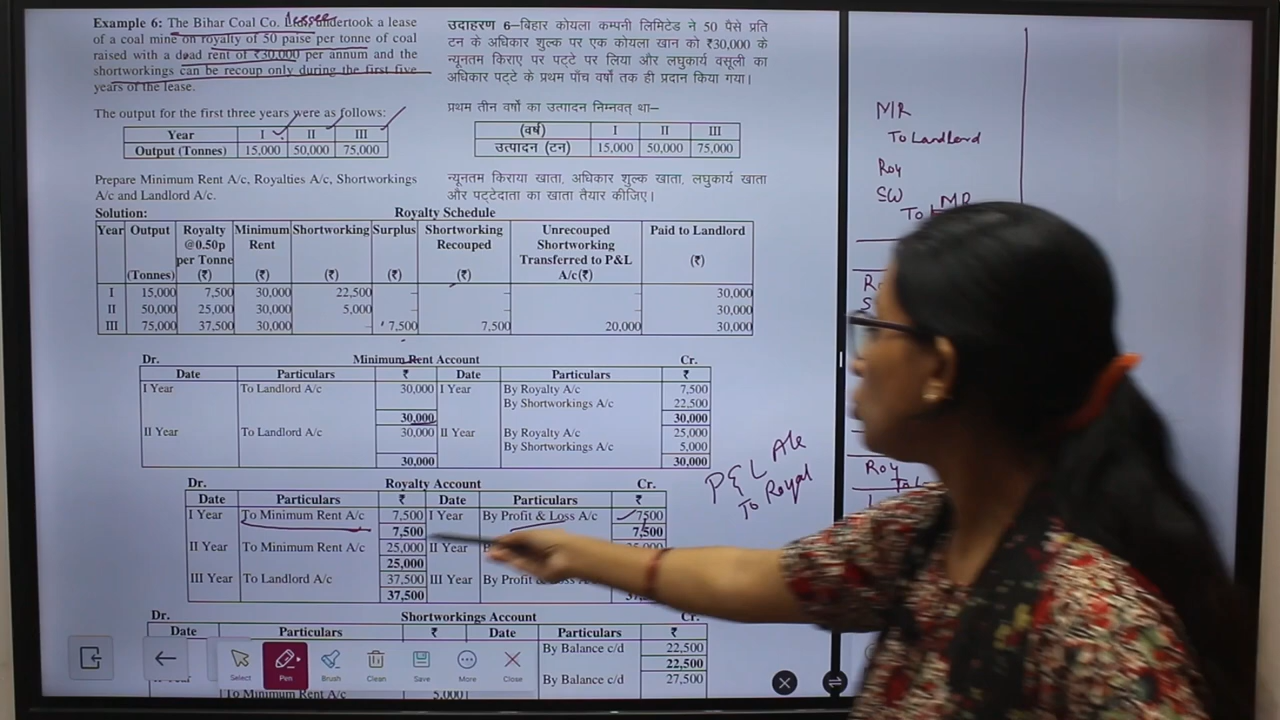 Example 6: The Bihar Coal Co. Lessee undertook a lease
of a coal mine on royalty of 50 paise per tonne of coal
raised with a dead rent of ₹30,000 per annum and the
shortworkings can be recoup only during the first five
years of the lease.
The output for the first three years were as follows:
Year I II III
Output (Tonnes) 15,000 50,000 75,000
Prepare Minimum Rent A/c, Royalties A/c, Shortworkings
A/c and Landlord A/c.
उदाहरण 6–बिहार कोयला कम्पनी लिमिटेड ने 50 पैसे प्रति
टन के अधिकार शुल्क पर एक कोयला खान को ₹30,000 के
न्यूनतम किराए पर पट्टे पर लिया और लघुकार्य वसूली का
अधिकार पट्टे के प्रथम पाँच वर्षों तक ही प्रदान किया गया।
प्रथम तीन वर्षों का उत्पादन निम्नवत् था–
(वर्ष) I II III
उत्पादन (टन) 15,000 50,000 75,000
न्यूनतम किराया खाता, अधिकार शुल्क खाता, लघुकार्य खाता
और पट्टेदाता का खाता तैयार कीजिए।
Solution: Royalty Schedule
Year Output Royalty Minimum Shortworking Surplus Shortworking Unrecouped Paid to Landlord
@0.50p Rent Recouped Shortworking
per Tonne Transferred to P&L
(Tonnes) (₹) (₹) (₹) (₹) (₹) A/c(₹) (₹)
I 15,000 7,500 30,000 22,500 – – – 30,000
II 50,000 25,000 30,000 5,000 – – – 30,000
III 75,000 37,500 30,000 – 7,500 7,500 20,000 30,000
Dr. Minimum Rent Account Cr.
Date Particulars ₹ Date Particulars ₹
I Year To Landlord A/c 30,000 I Year By Royalty A/c 7,500
By Shortworkings A/c 22,500
30,000 30,000
II Year To Landlord A/c 30,000 II Year By Royalty A/c 25,000
By Shortworkings A/c 5,000
30,000 30,000
Dr. Royalty Account Cr.
Date Particulars ₹ Date Particulars ₹
I Year To Minimum Rent A/c 7,500 I Year By Profit & Loss A/c 7500
7,500 7,500
II Year To Minimum Rent A/c 25,000 II Year
25,000
III Year To Landlord A/c 37,500 III Year By Profit & Loss A/c
37,500
P&L A/c
To Royal
Dr. Shortworkings Account Cr.
Date Particulars ₹ Date Particulars ₹
By Balance c/d 22,500
22,500
By Balance c/d 27,500
To Minimum Rent A/c 5,000
Select Pen Brush Clean Save More Close
MR
To Landlord
Roy
SW
To MR
Roy